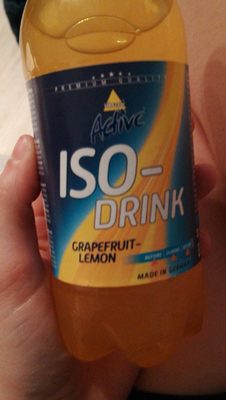 PREMIUM QUALITY
Active
ISO-
DRINK
GRAPEFRUIT-
LEMON
MADE IN GERMANY